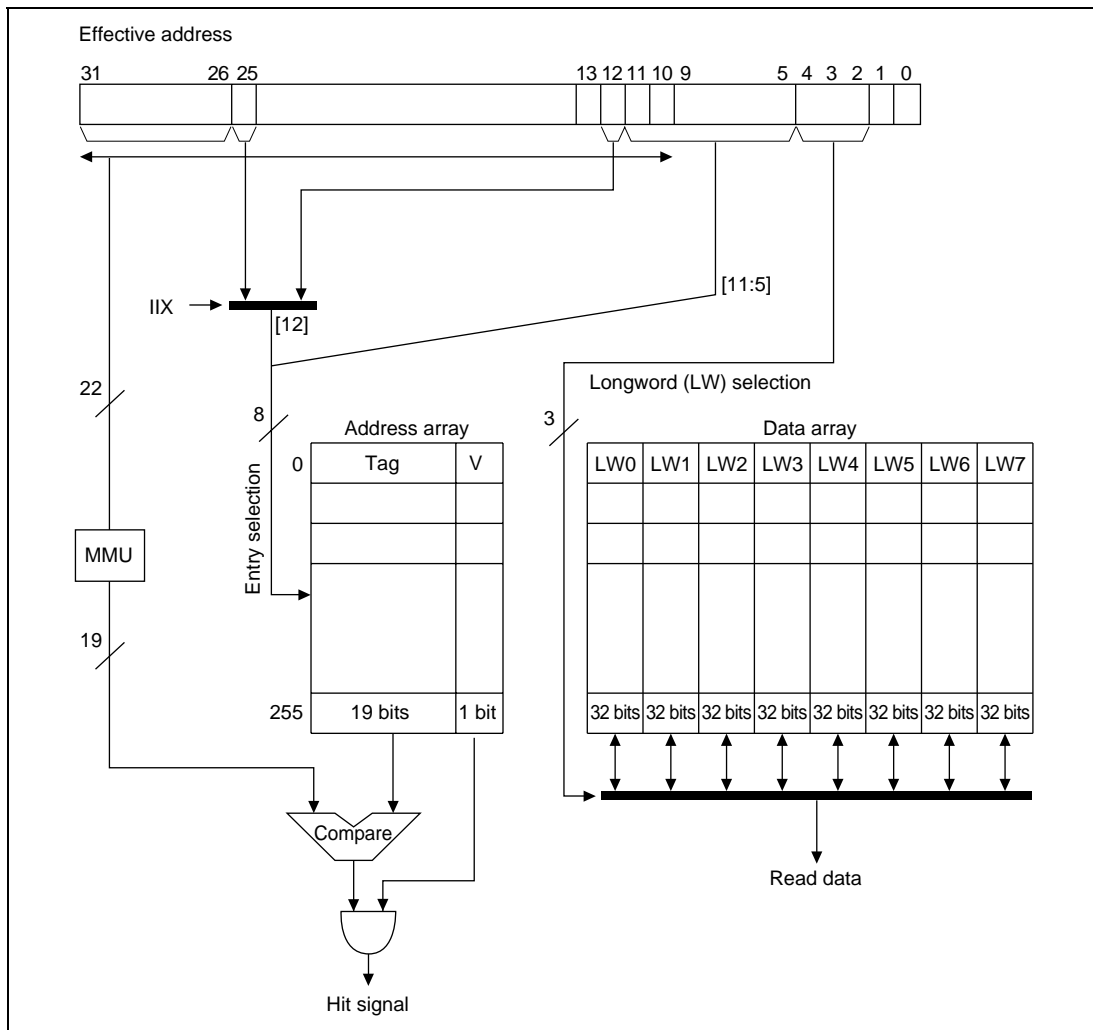 Effective address
31 26 25 13 12 11 10 9 5 4 3 2 1 0
[11:5]
IIX
[12]
22
Longword (LW) selection
8
3
Entry selection
Address array
Data array
0
Tag V
LW0 LW1 LW2 LW3 LW4 LW5 LW6 LW7
MMU
19
255
19 bits 1 bit
32 bits 32 bits 32 bits 32 bits 32 bits 32 bits 32 bits 32 bits
Compare
Read data
Hit signal